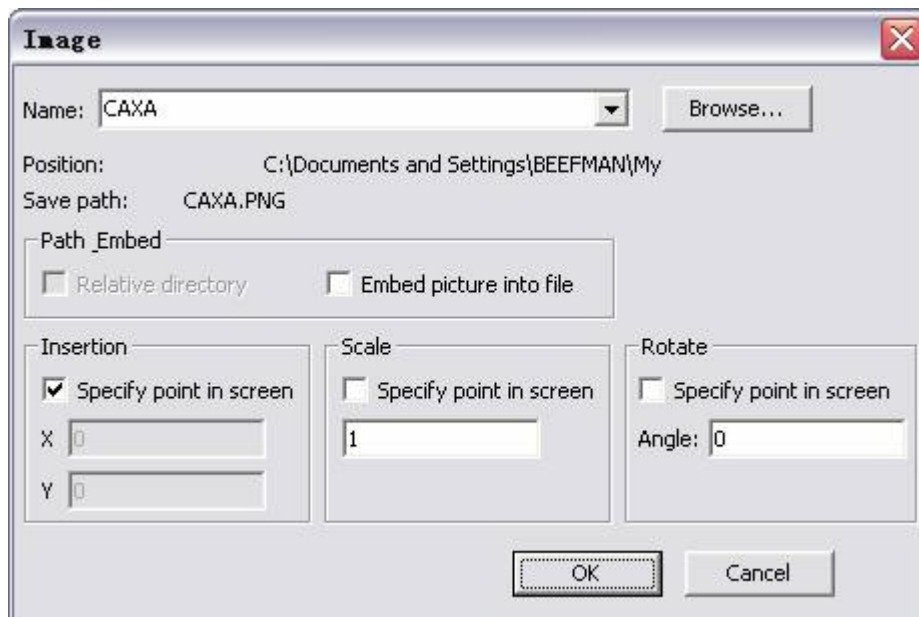 Image
Name: CAXA Browse...
Position: C:\Documents and Settings\BEEFMAN\My
Save path: CAXA.PNG
Path_Embed
Relative directory Embed picture into file
Insertion Scale Rotate
Specify point in screen Specify point in screen Specify point in screen
X 0 1 Angle: 0
Y 0
OK Cancel